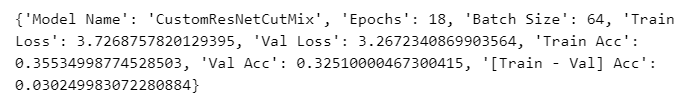 {'Model Name': 'CustomResNetCutMix', 'Epochs': 18, 'Batch Size': 64, 'Train
Loss': 3.7268757820129395, 'Val Loss': 3.2672340869903564, 'Train Acc':
0.35534998774528503, 'Val Acc': 0.32510000467300415, '[Train - Val] Acc':
0.030249983072280884}